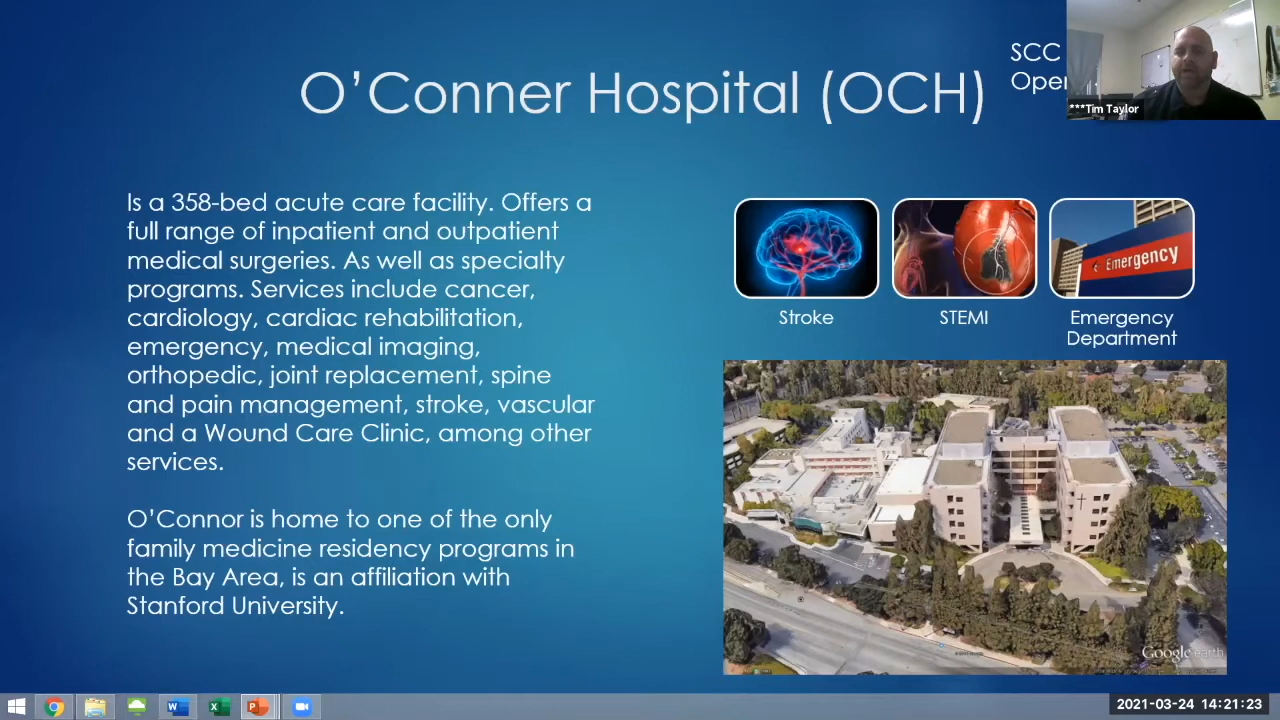 SCC
Oper
O’Conner Hospital (OCH)
***Tim Taylor
Is a 358-bed acute care facility. Offers a
full range of inpatient and outpatient
medical surgeries. As well as specialty
programs. Services include cancer,
cardiology, cardiac rehabilitation,
emergency, medical imaging,
orthopedic, joint replacement, spine
and pain management, stroke, vascular
and a Wound Care Clinic, among other
services.
O’Connor is home to one of the only
family medicine residency programs in
the Bay Area, is an affiliation with
Stanford University.
Emergency
Stroke
STEMI
Emergency
Department
Google earth
2021-03-24 14:21:23